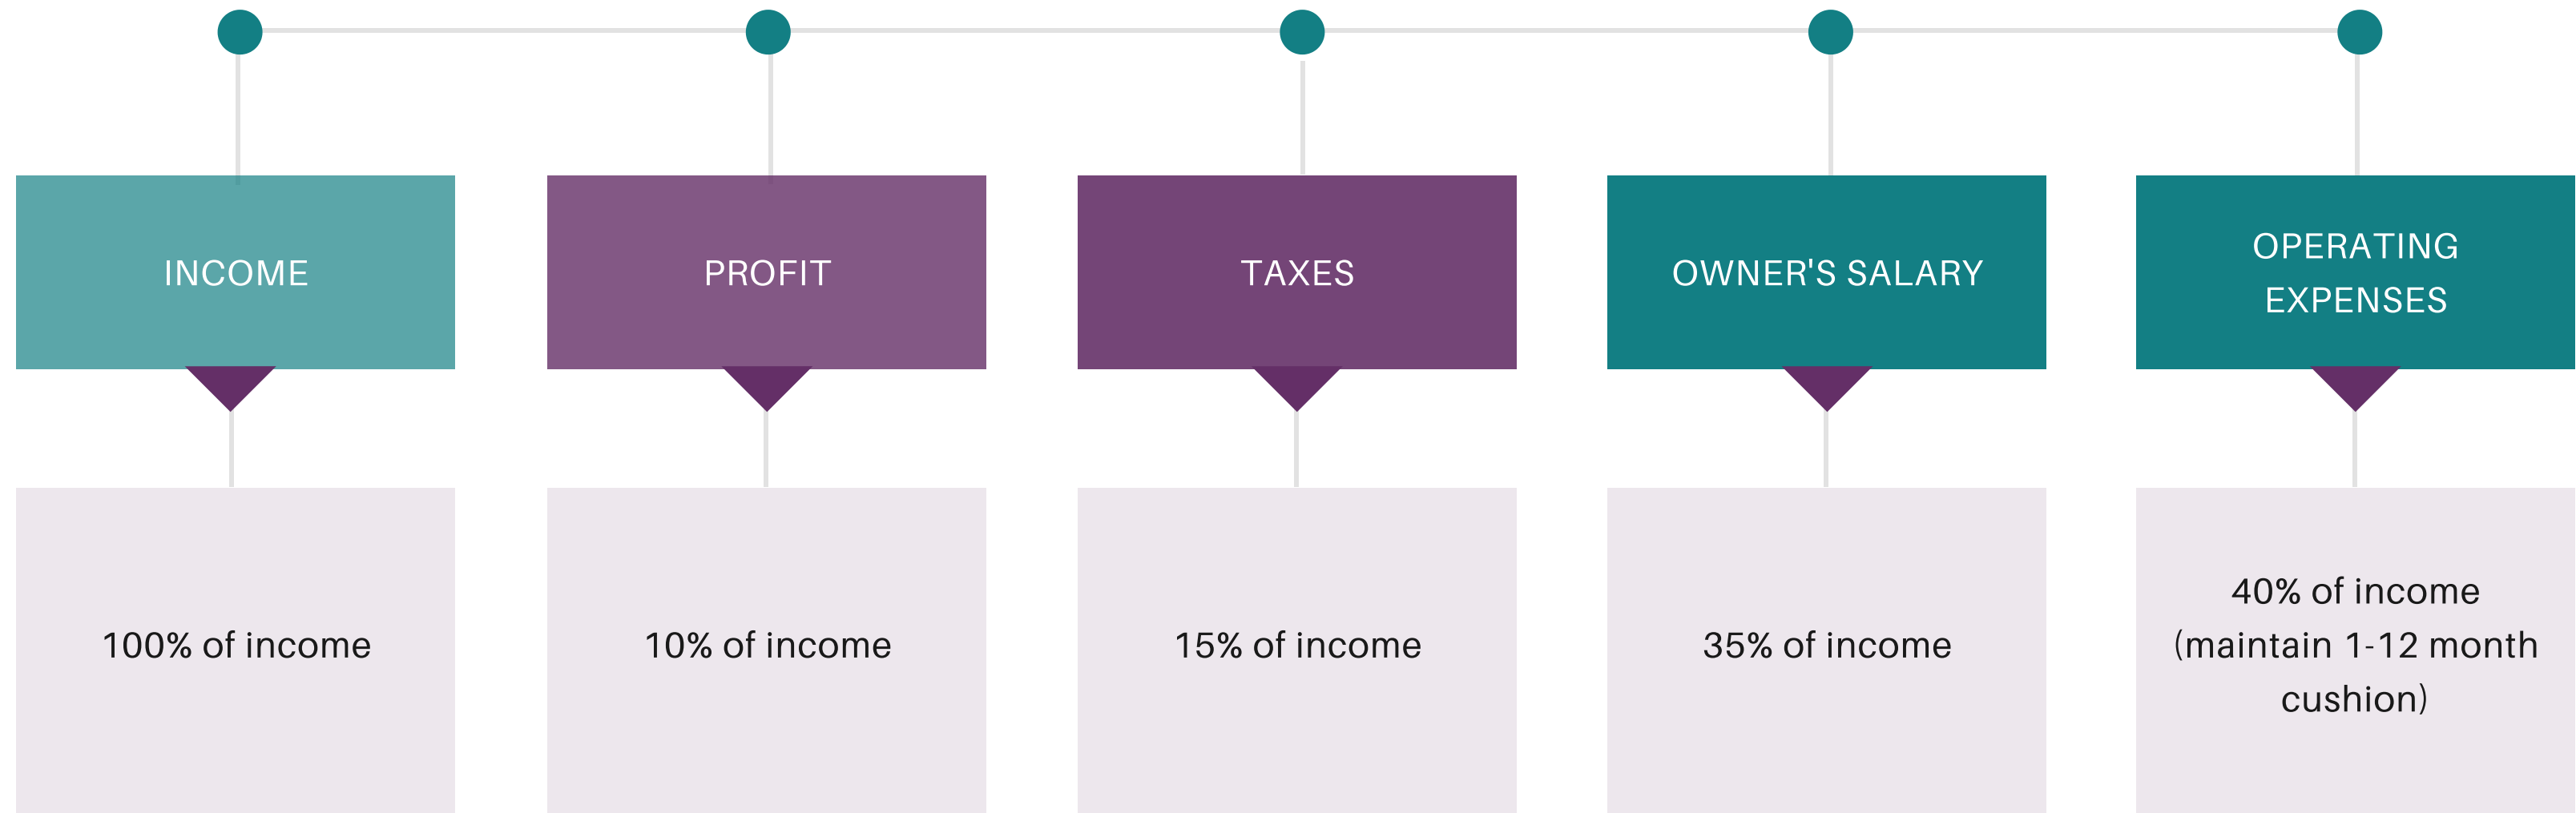 INCOME
PROFIT
TAXES
OWNER'S SALARY
OPERATING
EXPENSES
100% of income
10% of income
15% of income
35% of income
40% of income
(maintain 1-12 month
cushion)